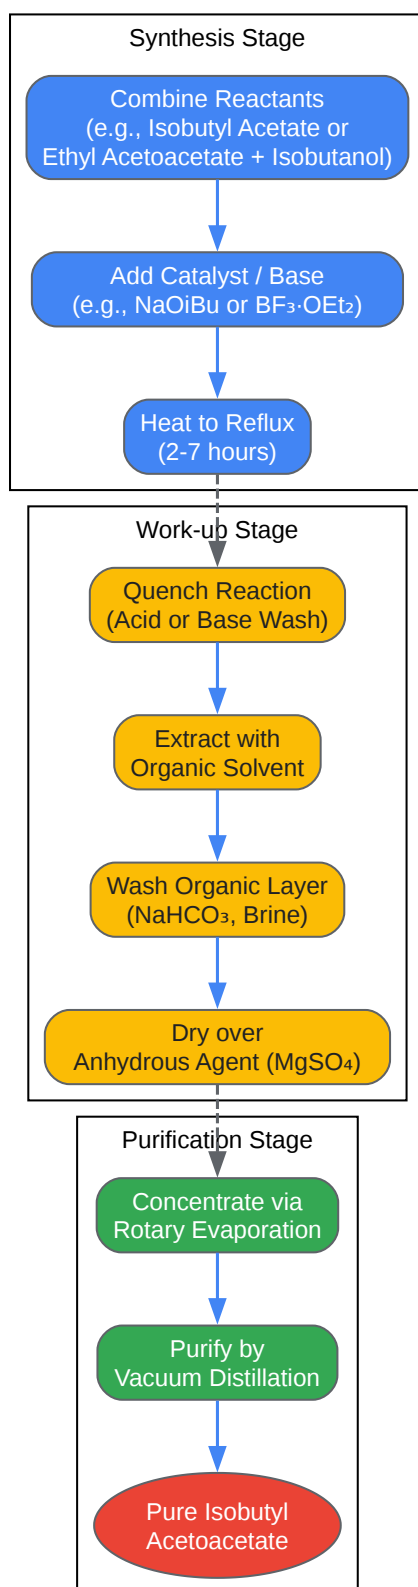 Synthesis Stage
Combine Reactants
(e.g., Isobutyl Acetate or
Ethyl Acetoacetate + Isobutanol)
Add Catalyst / Base
(e.g., NaOiBu or BF₃·OEt₂)
Heat to Reflux
(2-7 hours)
Work-up Stage
Quench Reaction
(Acid or Base Wash)
Extract with
Organic Solvent
Wash Organic Layer
(NaHCO₃, Brine)
Dry over
Anhydrous Agent (MgSO₄)
Purification Stage
Concentrate via
Rotary Evaporation
Purify by
Vacuum Distillation
Pure Isobutyl
Acetoacetate